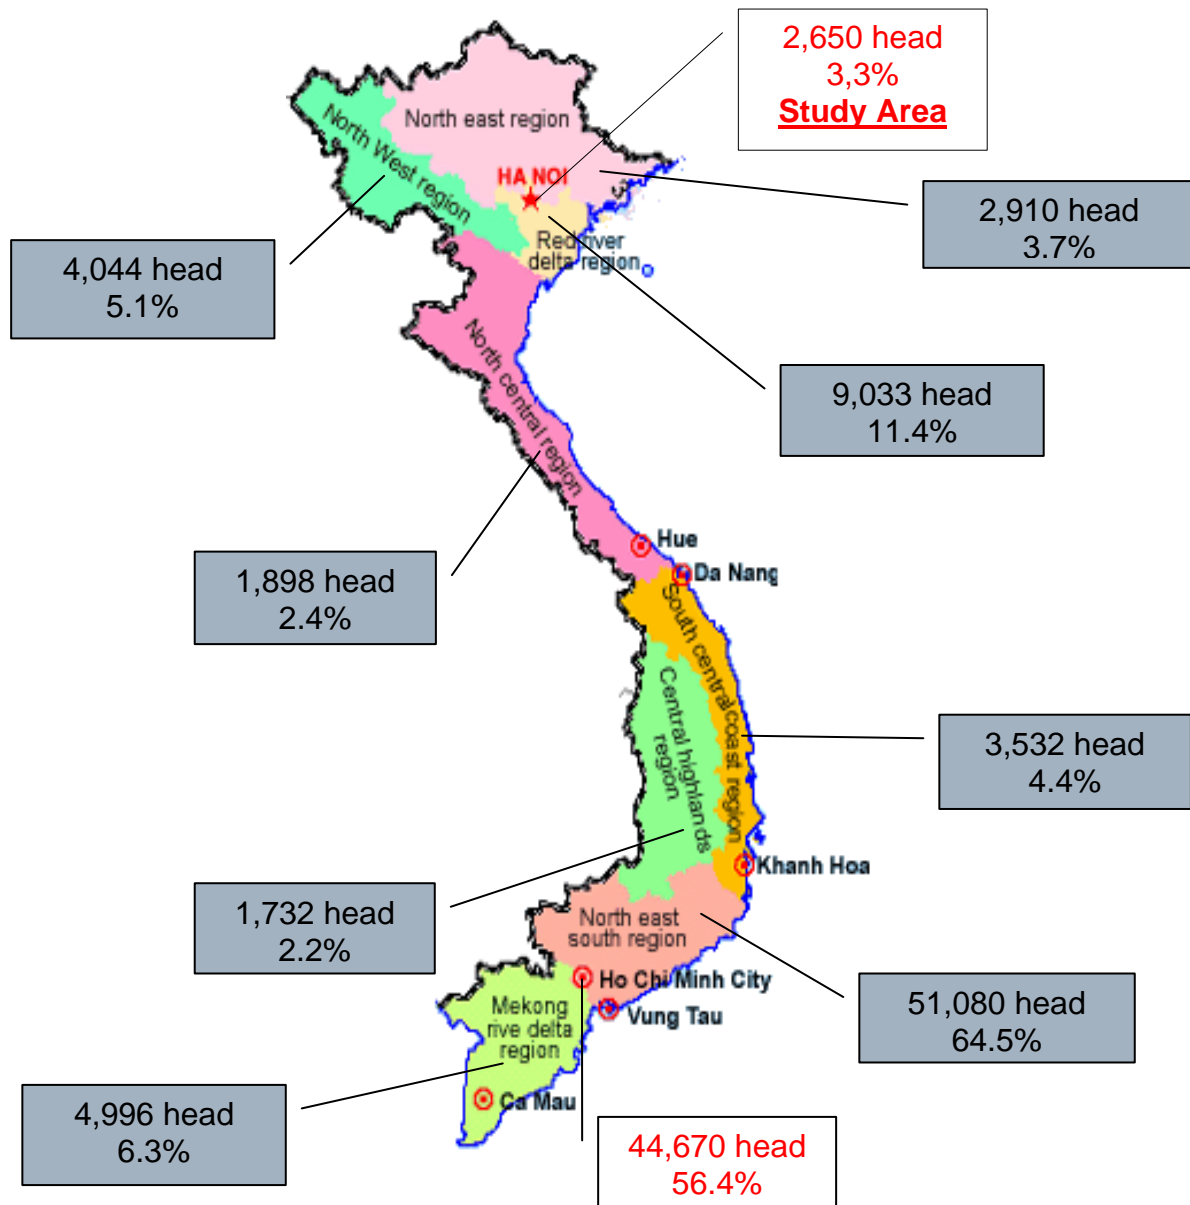 2,650 head
3,3%
Study Area
North east region
North West region
HA NOI
2,910 head
3.7%
Red river
delta region
4,044 head
5.1%
North central region
9,033 head
11.4%
Hue
Da Nang
1,898 head
2.4%
South central coast region
Central highlands
region
3,532 head
4.4%
Khanh Hoa
1,732 head
2.2%
North east
south region
Ho Chi Minh City
Vung Tau
51,080 head
64.5%
Mekong
rive delta
region
Ca Mau
4,996 head
6.3%
44,670 head
56.4%